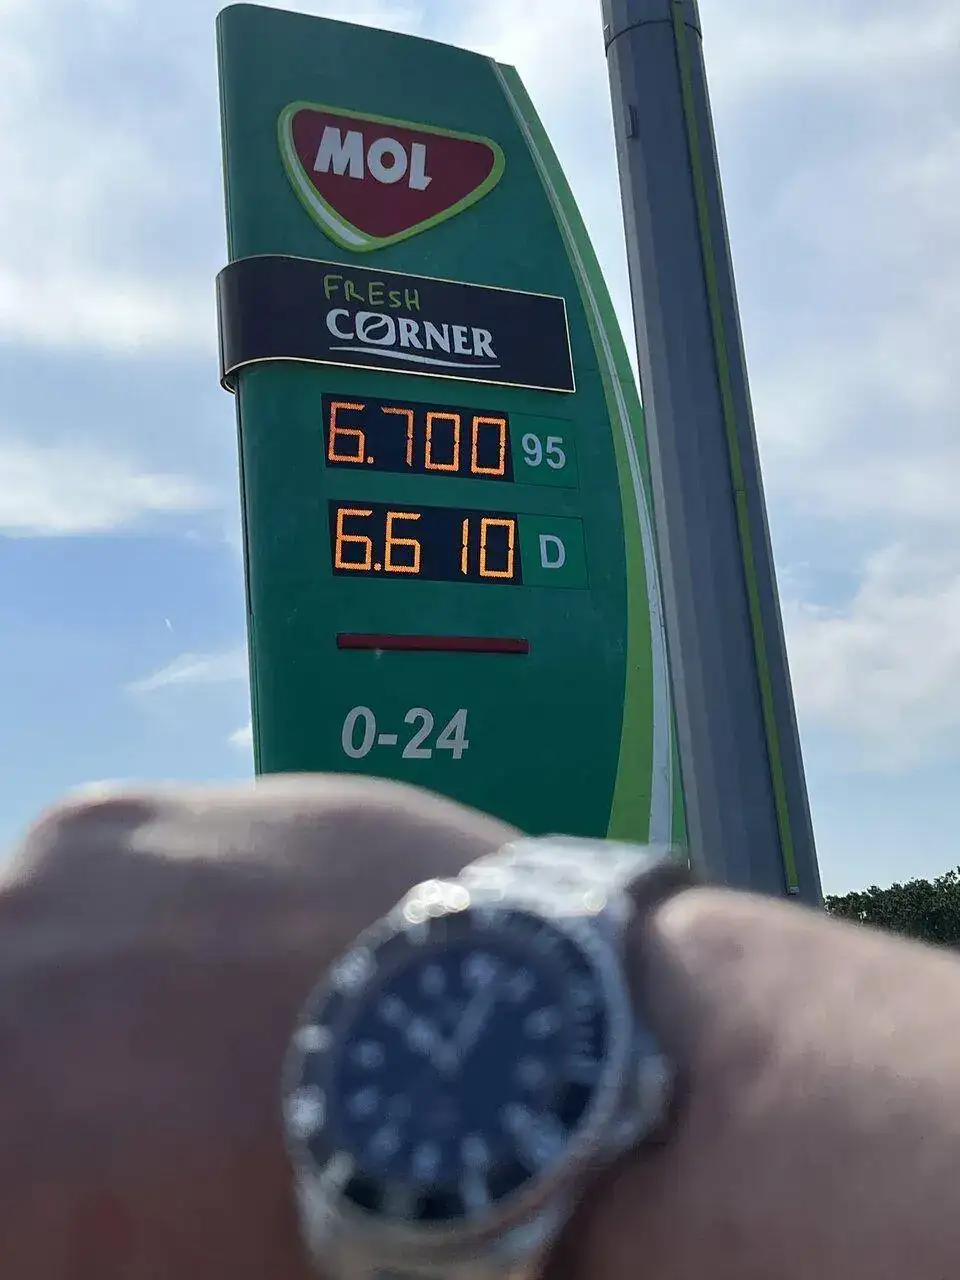 MOL
FRESH
CORNER
6.700 95
6.610 D
0-24